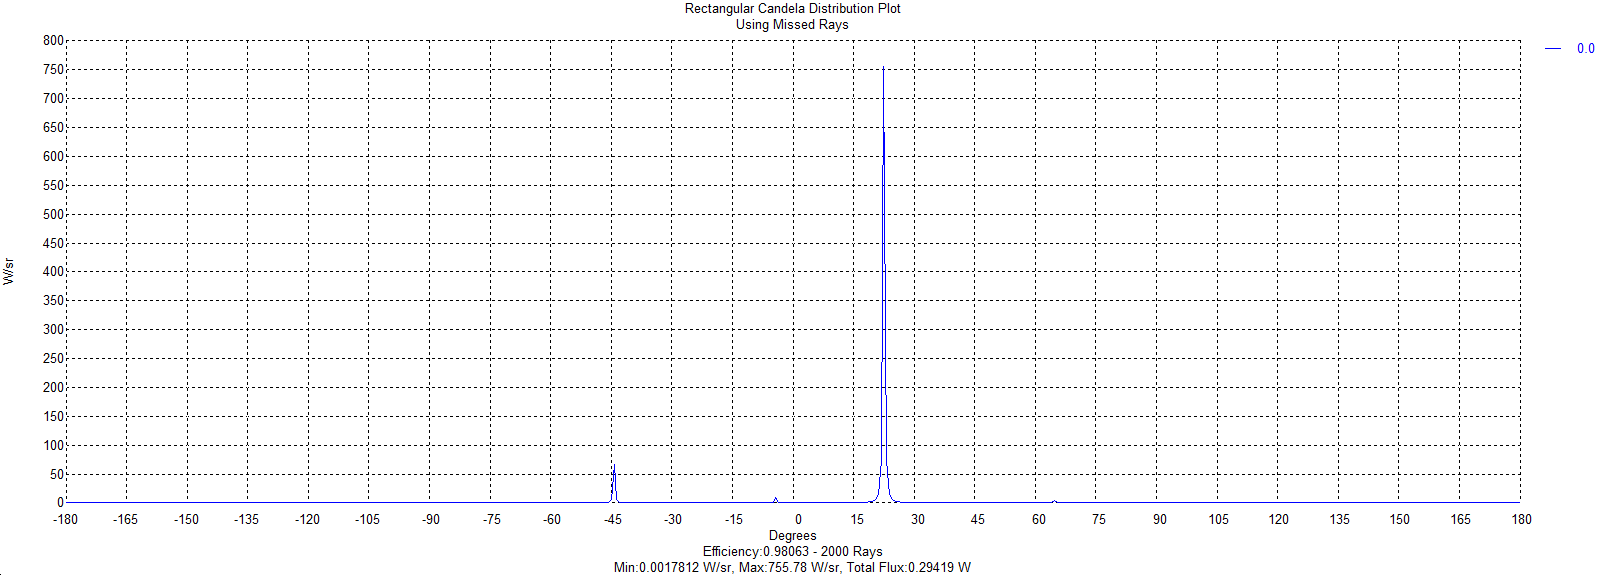 Rectangular Candela Distribution Plot
Using Missed Rays
0.0
800
750
700
650
600
550
500
450
400
350
300
250
200
150
100
50
0
W/sr
-180 -165 -150 -135 -120 -105 -90 -75 -60 -45 -30 -15 0 15 30 45 60 75 90 105 120 135 150 165 180
Degrees
Efficiency:0.98063 - 2000 Rays
Min:0.0017812 W/sr, Max:755.78 W/sr, Total Flux:0.29419 W